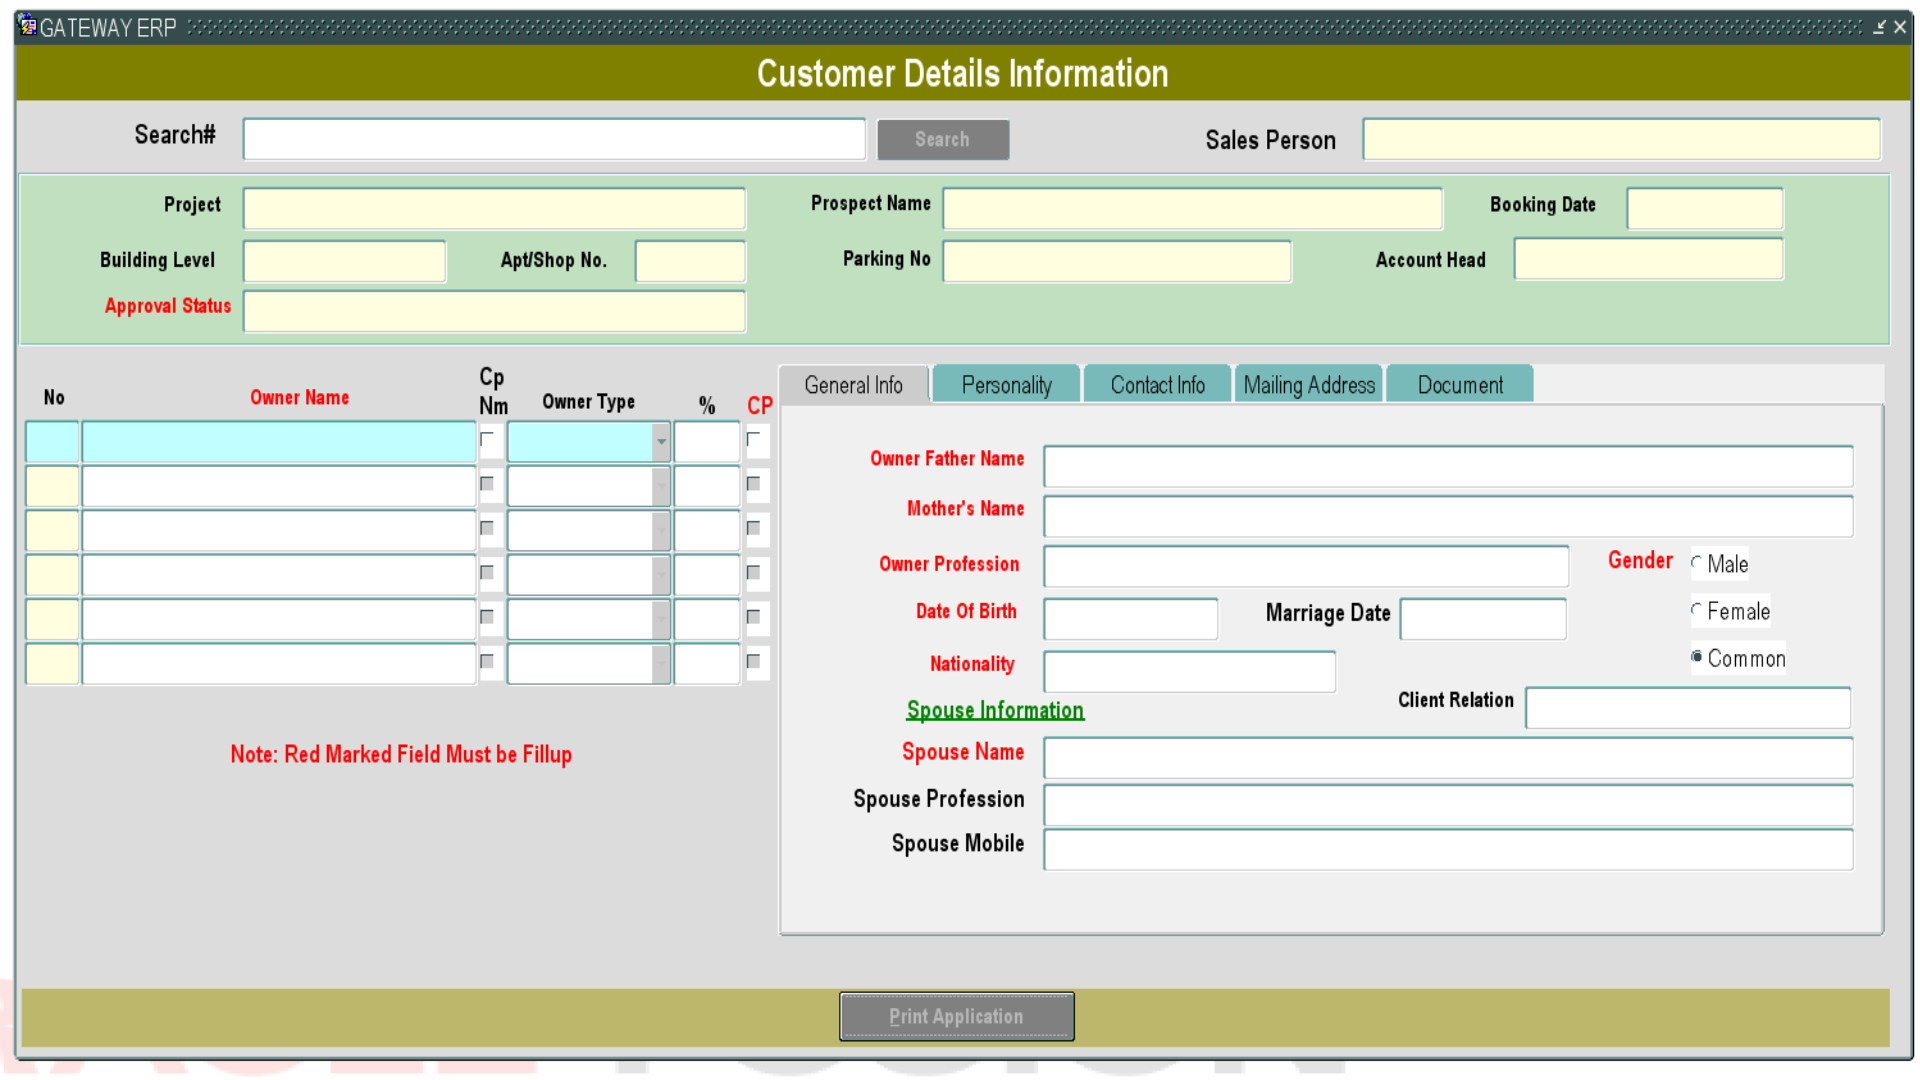 GATEWAY ERP
Customer Details Information
Search# Search Sales Person
Project Prospect Name Booking Date
Building Level Apt/Shop No. Parking No Account Head
Approval Status
No Owner Name Cp Nm Owner Type % CP
General Info Personality Contact Info Mailing Address Document
Owner Father Name
Mother's Name
Owner Profession Gender Male
Date Of Birth Marriage Date Female
Nationality Common
Spouse Information Client Relation
Spouse Name
Spouse Profession
Spouse Mobile
Note: Red Marked Field Must be Fillup
Print Application